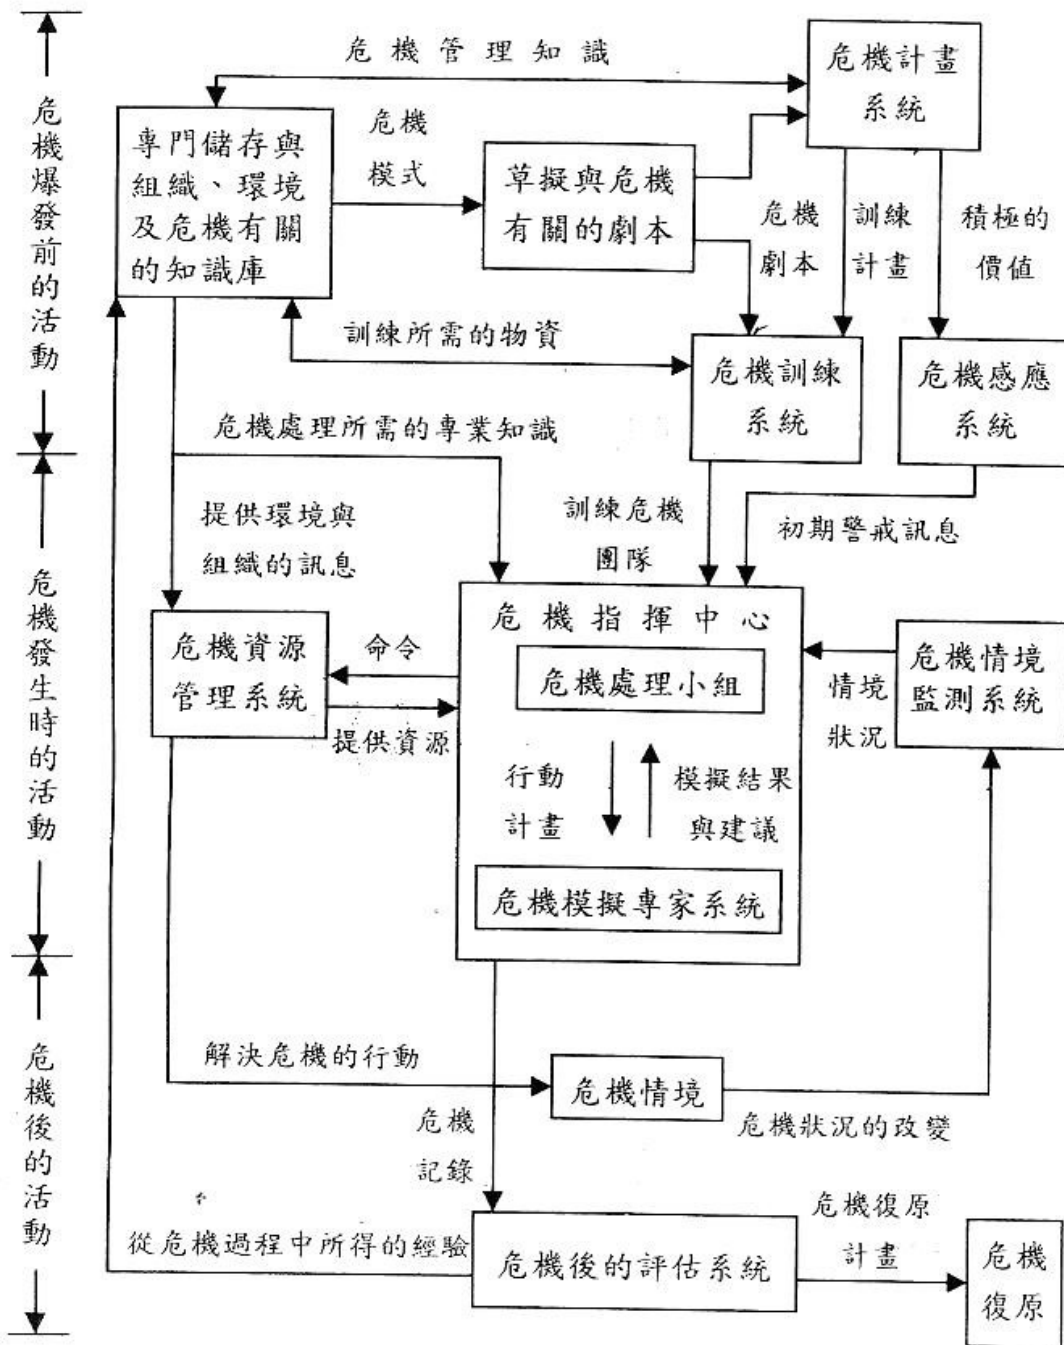 危機爆發前的活動
危機發生時的活動
危機後的活動
危機管理知識
危機計畫
系統
專門儲存與
組織、環境
及危機有關
的知識庫
危機
模式
草擬與危機
有關的劇本
危機
劇本
訓練
計畫
積極的
價值
訓練所需的物資
危機訓練
系統
危機感應
系統
危機處理所需的專業知識
提供環境與
組織的訊息
訓練危機
團隊
初期警戒訊息
危機資源
管理系統
命令
提供資源
危機指揮中心
危機處理小組
行動
計畫
模擬結果
與建議
危機模擬專家系統
情境
狀況
危機情境
監測系統
解決危機的行動
危機情境
危機狀況的改變
危機
記錄
從危機過程中所得的經驗
危機後的評估系統
危機復原
計畫
危機
復原